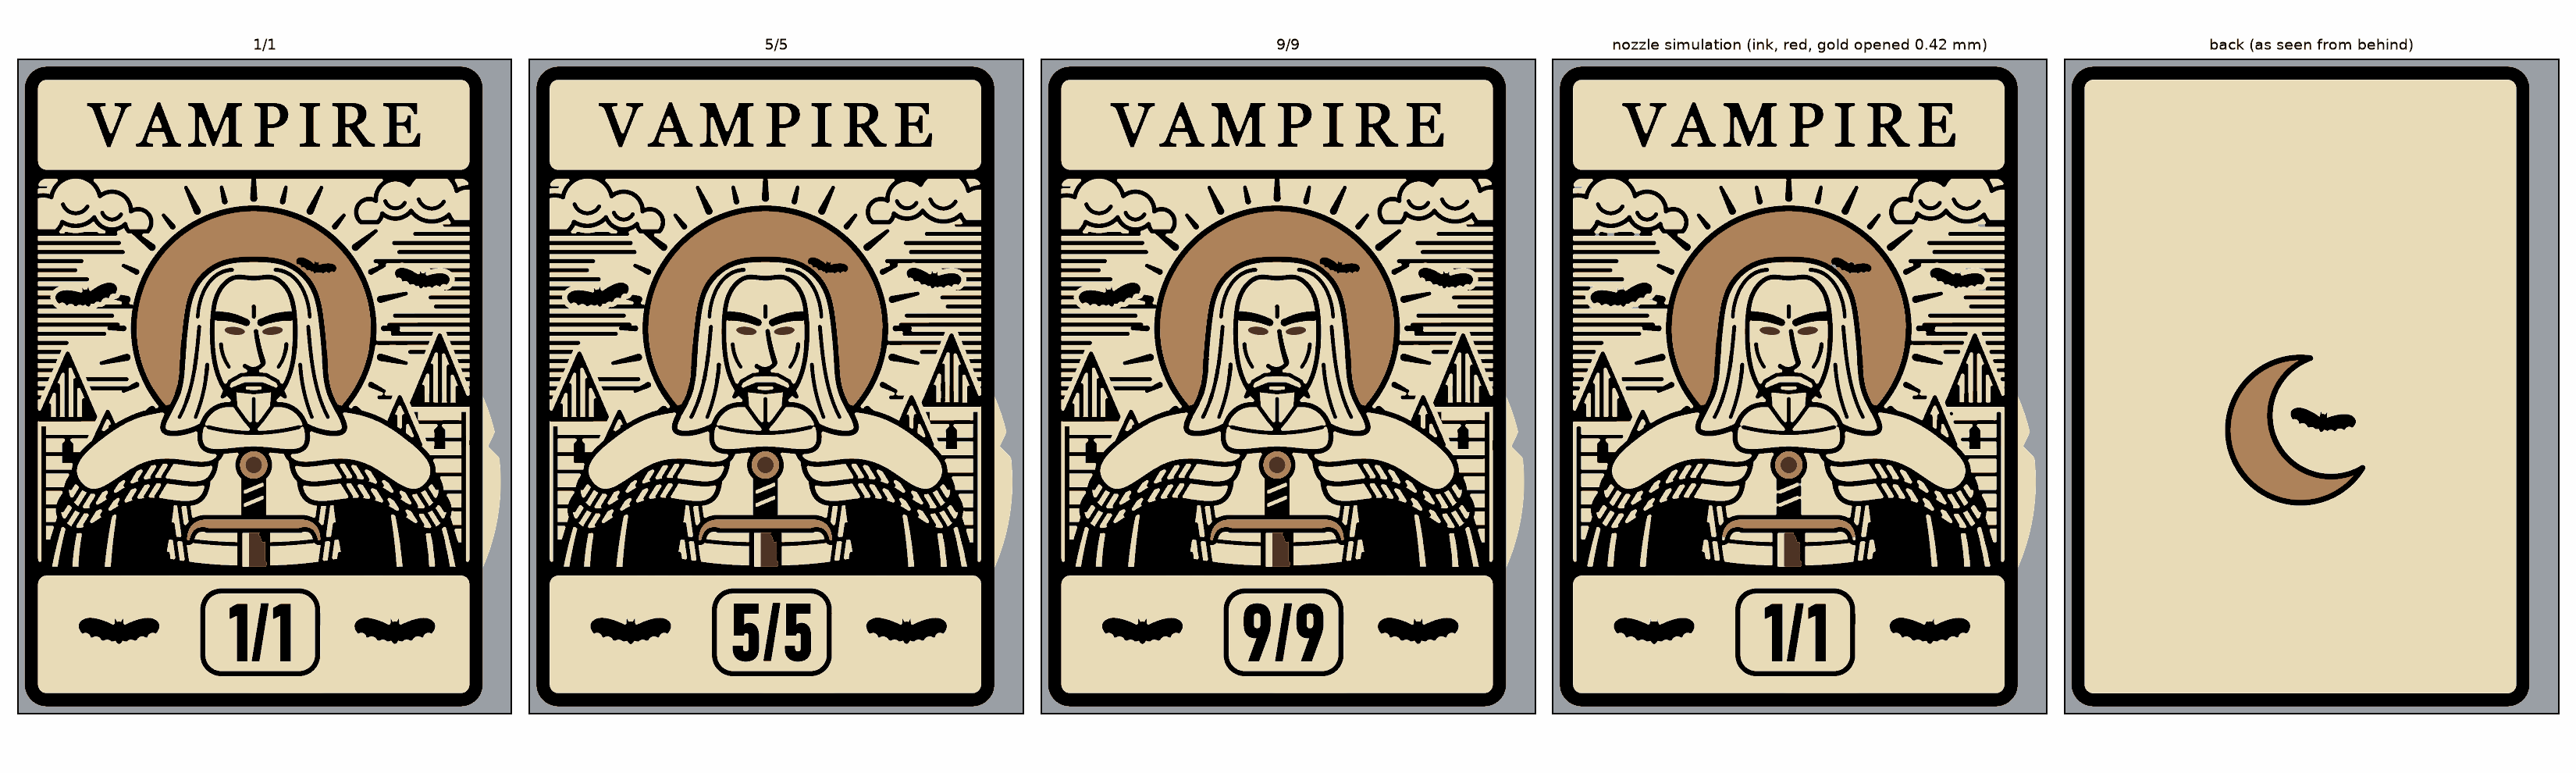 1/1
5/5
9/9
nozzle simulation (ink, red, gold opened 0.42 mm)
back (as seen from behind)
VAMPIRE
VAMPIRE
VAMPIRE
VAMPIRE
1/1
5/5
9/9
1/1